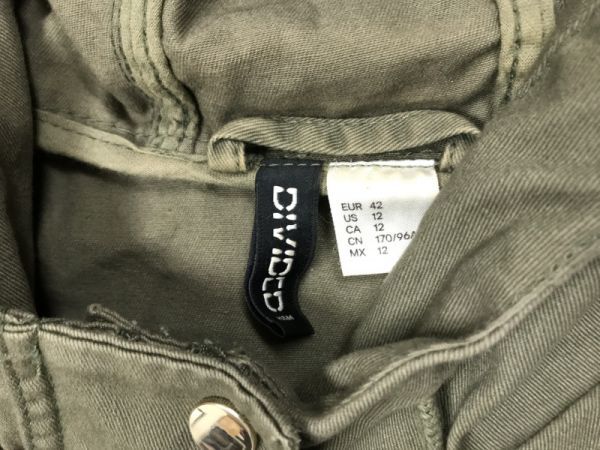 DIVIDED
H&M
EUR 42
US 12
CA 12
CN 170/96A
MX 12